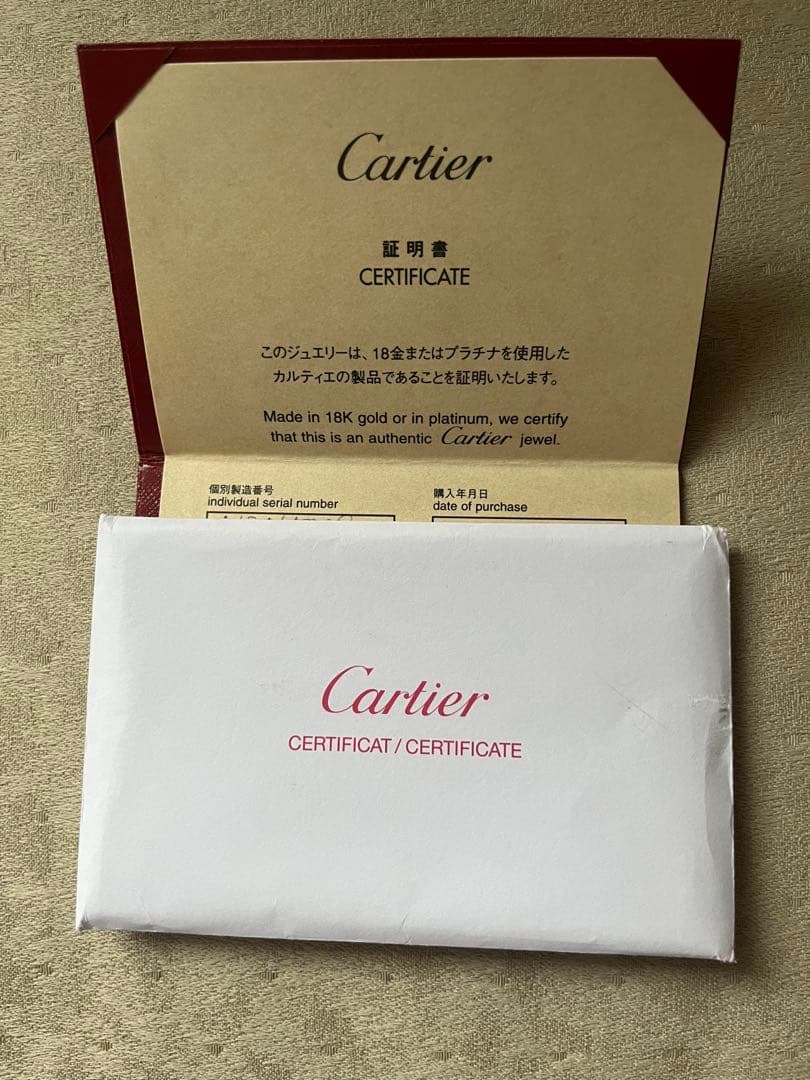 Cartier
証明書
CERTIFICATE
このジュエリーは、18金またはプラチナを使用した
カルティエの製品であることを証明いたします。
Made in 18K gold or in platinum, we certify
that this is an authentic Cartier jewel.
個別製造番号
individual serial number
購入年月日
date of purchase
Cartier
CERTIFICAT / CERTIFICATE